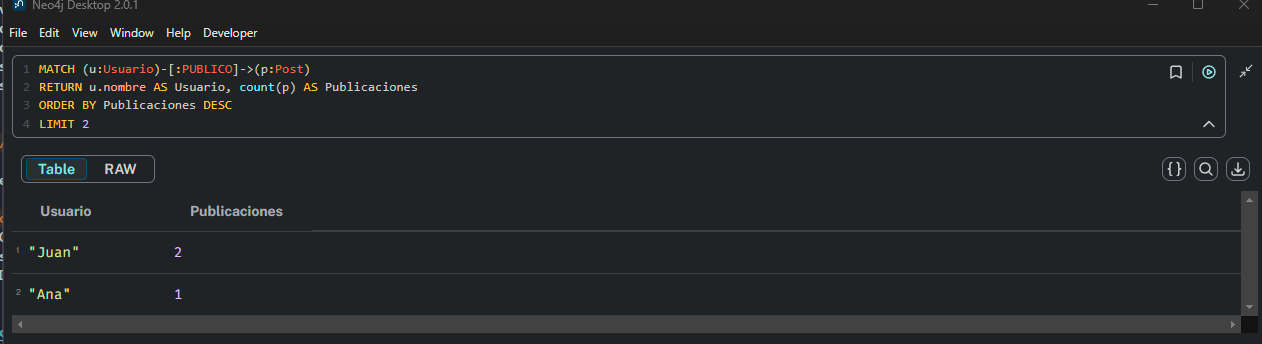 Neo4j Desktop 2.0.1
File Edit View Window Help Developer
1 MATCH (u:Usuario)-[:PUBLICO]->(p:Post)
2 RETURN u.nombre AS Usuario, count(p) AS Publicaciones
3 ORDER BY Publicaciones DESC
4 LIMIT 2
Table RAW
Usuario Publicaciones
1 "Juan" 2
2 "Ana" 1